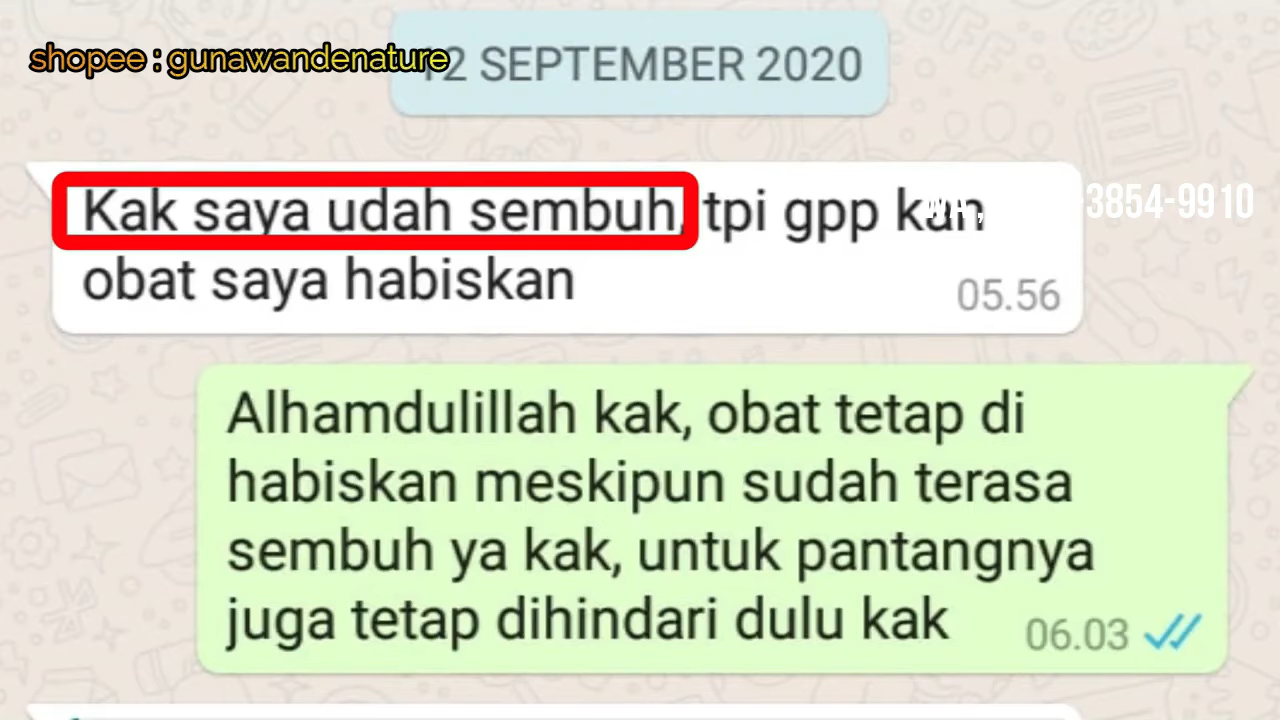 shopee : gunawandenature
12 SEPTEMBER 2020
Kak saya udah sembuh, tpi gpp kan
-3854-9910
obat saya habiskan
05.56
Alhamdulillah kak, obat tetap di
habiskan meskipun sudah terasa
sembuh ya kak, untuk pantangnya
juga tetap dihindari dulu kak
06.03